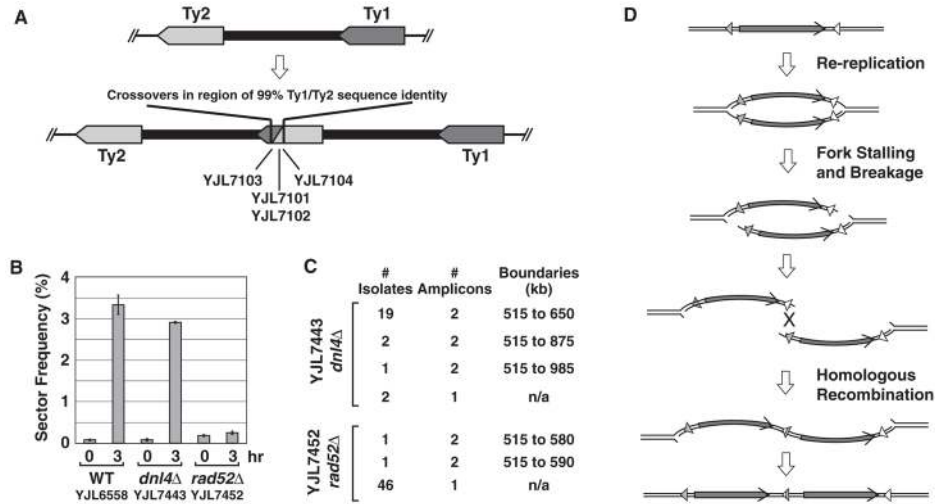 A
Ty2 Ty1
Crossovers in region of 99% Ty1/Ty2 sequence identity
Ty2 Ty1
YJL7103 YJL7104
YJL7101
YJL7102
B
Sector Frequency (%)
4
3
2
1
0
0 3 0 3 0 3 hr
WT dnl4Δ rad52Δ
YJL6558 YJL7443 YJL7452
C
# Isolates # Amplicons Boundaries (kb)
YJL7443 dnl4Δ
19 2 515 to 650
2 2 515 to 875
1 2 515 to 985
2 1 n/a
YJL7452 rad52Δ
1 2 515 to 580
1 2 515 to 590
46 1 n/a
D
Re-replication
Fork Stalling
and Breakage
X
Homologous
Recombination